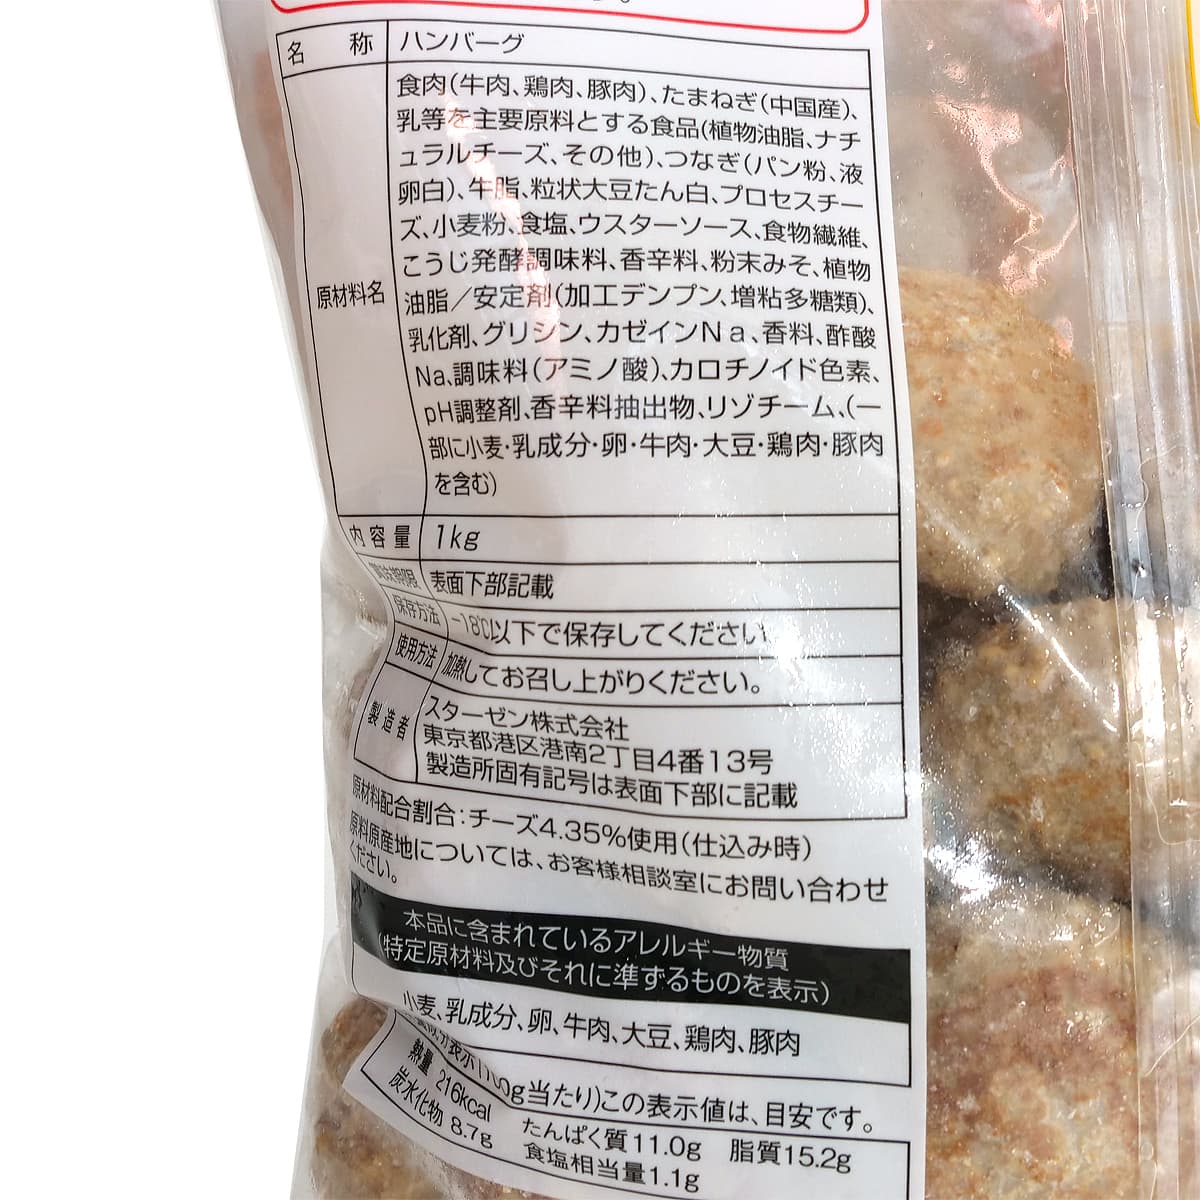 名 称 ハンバーグ
原材料名
食肉(牛肉、鶏肉、豚肉)、たまねぎ(中国産)、
乳等を主要原料とする食品(植物油脂、ナチ
ュラルチーズ、その他)、つなぎ(パン粉、液
卵白)、牛脂、粒状大豆たん白、プロセスチー
ズ、小麦粉、食塩、ウスターソース、食物繊維、
こうじ発酵調味料、香辛料、粉末みそ、植物
油脂/安定剤(加工デンプン、増粘多糖類)、
乳化剤、グリシン、カゼインNa、香料、酢酸
Na、調味料(アミノ酸)、カロチノイド色素、
pH調整剤、香辛料抽出物、リゾチーム、(一
部に小麦・乳成分・卵・牛肉・大豆・鶏肉・豚肉
を含む)
内容量 1kg
賞味期限 表面下部記載
保存方法 -18℃以下で保存してください
使用方法 加熱してお召し上がりください。
製造者 スターゼン株式会社
東京都港区港南2丁目4番13号
製造所固有記号は表面下部に記載
原材料配合割合:チーズ4.35%使用(仕込み時)
原料原産地については、お客様相談室にお問い合わせ
ください。
本品に含まれているアレルギー物質
(特定原材料及びそれに準ずるものを表示)
小麦、乳成分、卵、牛肉、大豆、鶏肉、豚肉
表示(100g当たり)この表示値は、目安です。
熱量 216kcal たんぱく質11.0g 脂質15.2g
炭水化物 8.7g 食塩相当量1.1g